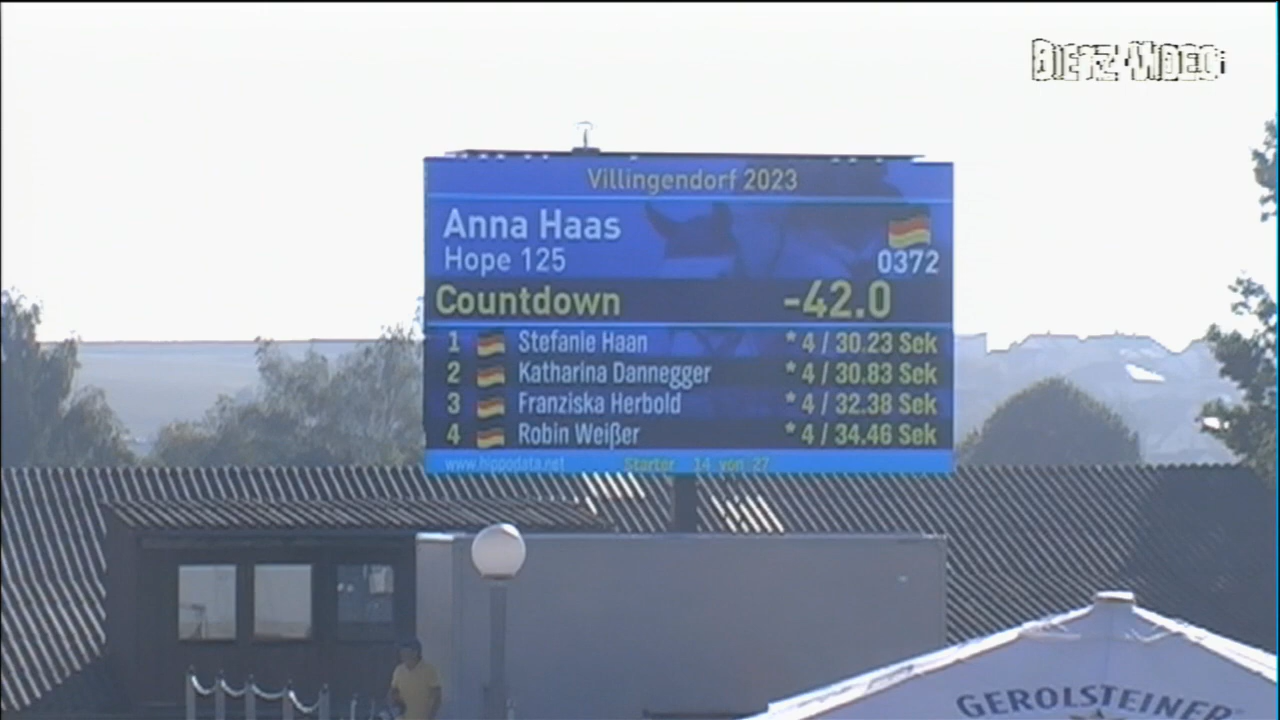 DIETZ-VIDEO
Villingendorf 2023
Anna Haas
Hope 125
0372
Countdown -42.0
1 Stefanie Haan *4 / 30.23 Sek
2 Katharina Dannegger *4 / 30.83 Sek
3 Franziska Herbold *4 / 32.38 Sek
4 Robin Weißer *4 / 34.46 Sek
www.hippodata.net Starter 14 von 27
GEROLSTEINER